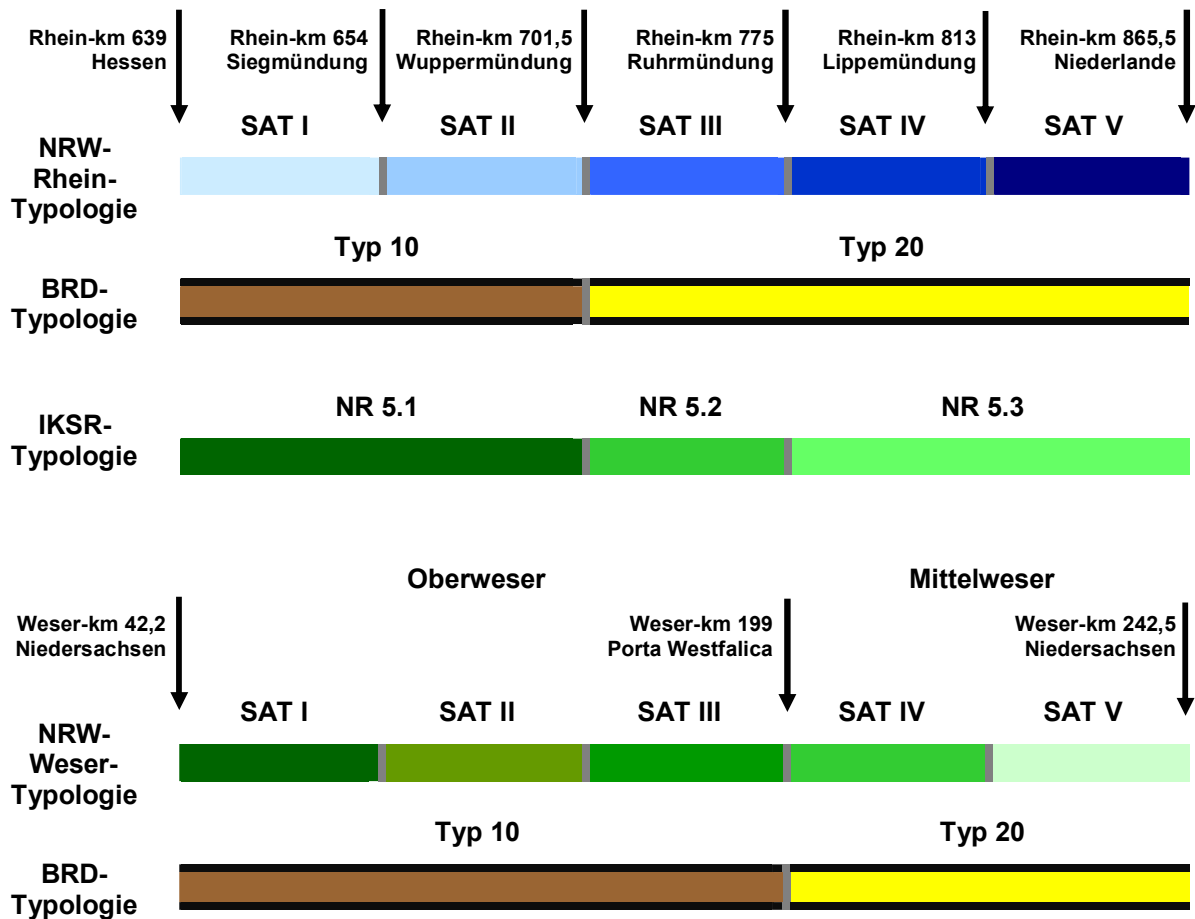 Rhein-km 639
Hessen
Rhein-km 654
Siegmündung
Rhein-km 701,5
Wuppermündung
Rhein-km 775
Ruhrmündung
Rhein-km 813
Lippemündung
Rhein-km 865,5
Niederlande
SAT I
SAT II
SAT III
SAT IV
SAT V
NRW-
Rhein-
Typologie
Typ 10
Typ 20
BRD-
Typologie
NR 5.1
NR 5.2
NR 5.3
IKSR-
Typologie
Oberweser
Mittelweser
Weser-km 42,2
Niedersachsen
Weser-km 199
Porta Westfalica
Weser-km 242,5
Niedersachsen
SAT I
SAT II
SAT III
SAT IV
SAT V
NRW-
Weser-
Typologie
Typ 10
Typ 20
BRD-
Typologie